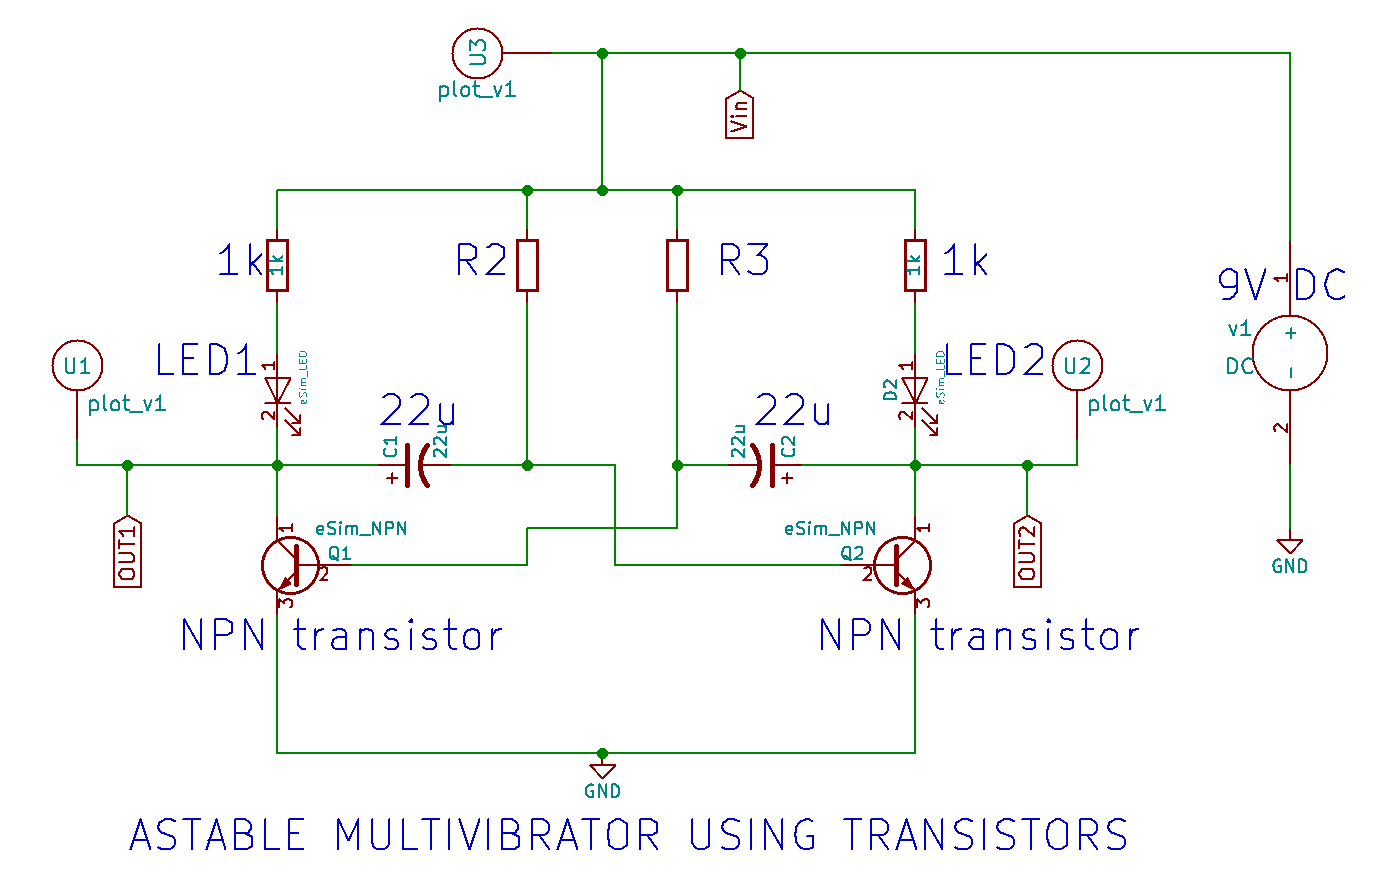 U3
plot_v1
Vin
1k
1k
R2
R3
1k
1k
9V DC
1
v1
+
DC
-
2
U1
plot_v1
LED1
1
2
eSim_LED
LED2
1
D2
2
eSim_LED
U2
plot_v1
22u
C1
22u
+
22u
22u
C2
+
OUT1
eSim_NPN
Q1
1
2
3
eSim_NPN
Q2
1
2
3
OUT2
GND
NPN transistor
NPN transistor
GND
ASTABLE MULTIVIBRATOR USING TRANSISTORS